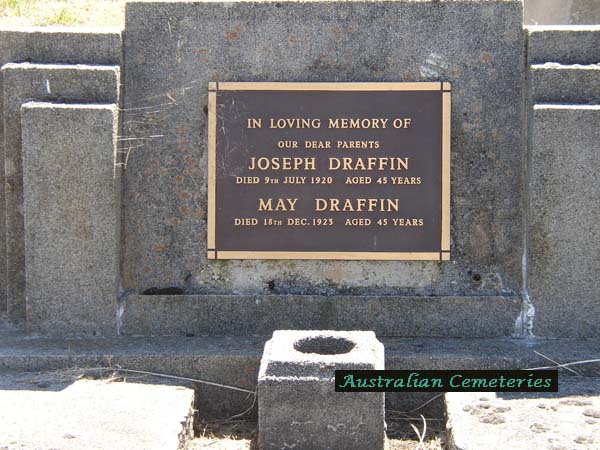 IN LOVING MEMORY OF
OUR DEAR PARENTS
JOSEPH DRAFFIN
DIED 9TH JULY 1920 AGED 45 YEARS
MAY DRAFFIN
DIED 18TH DEC. 1923 AGED 45 YEARS
Australian Cemeteries